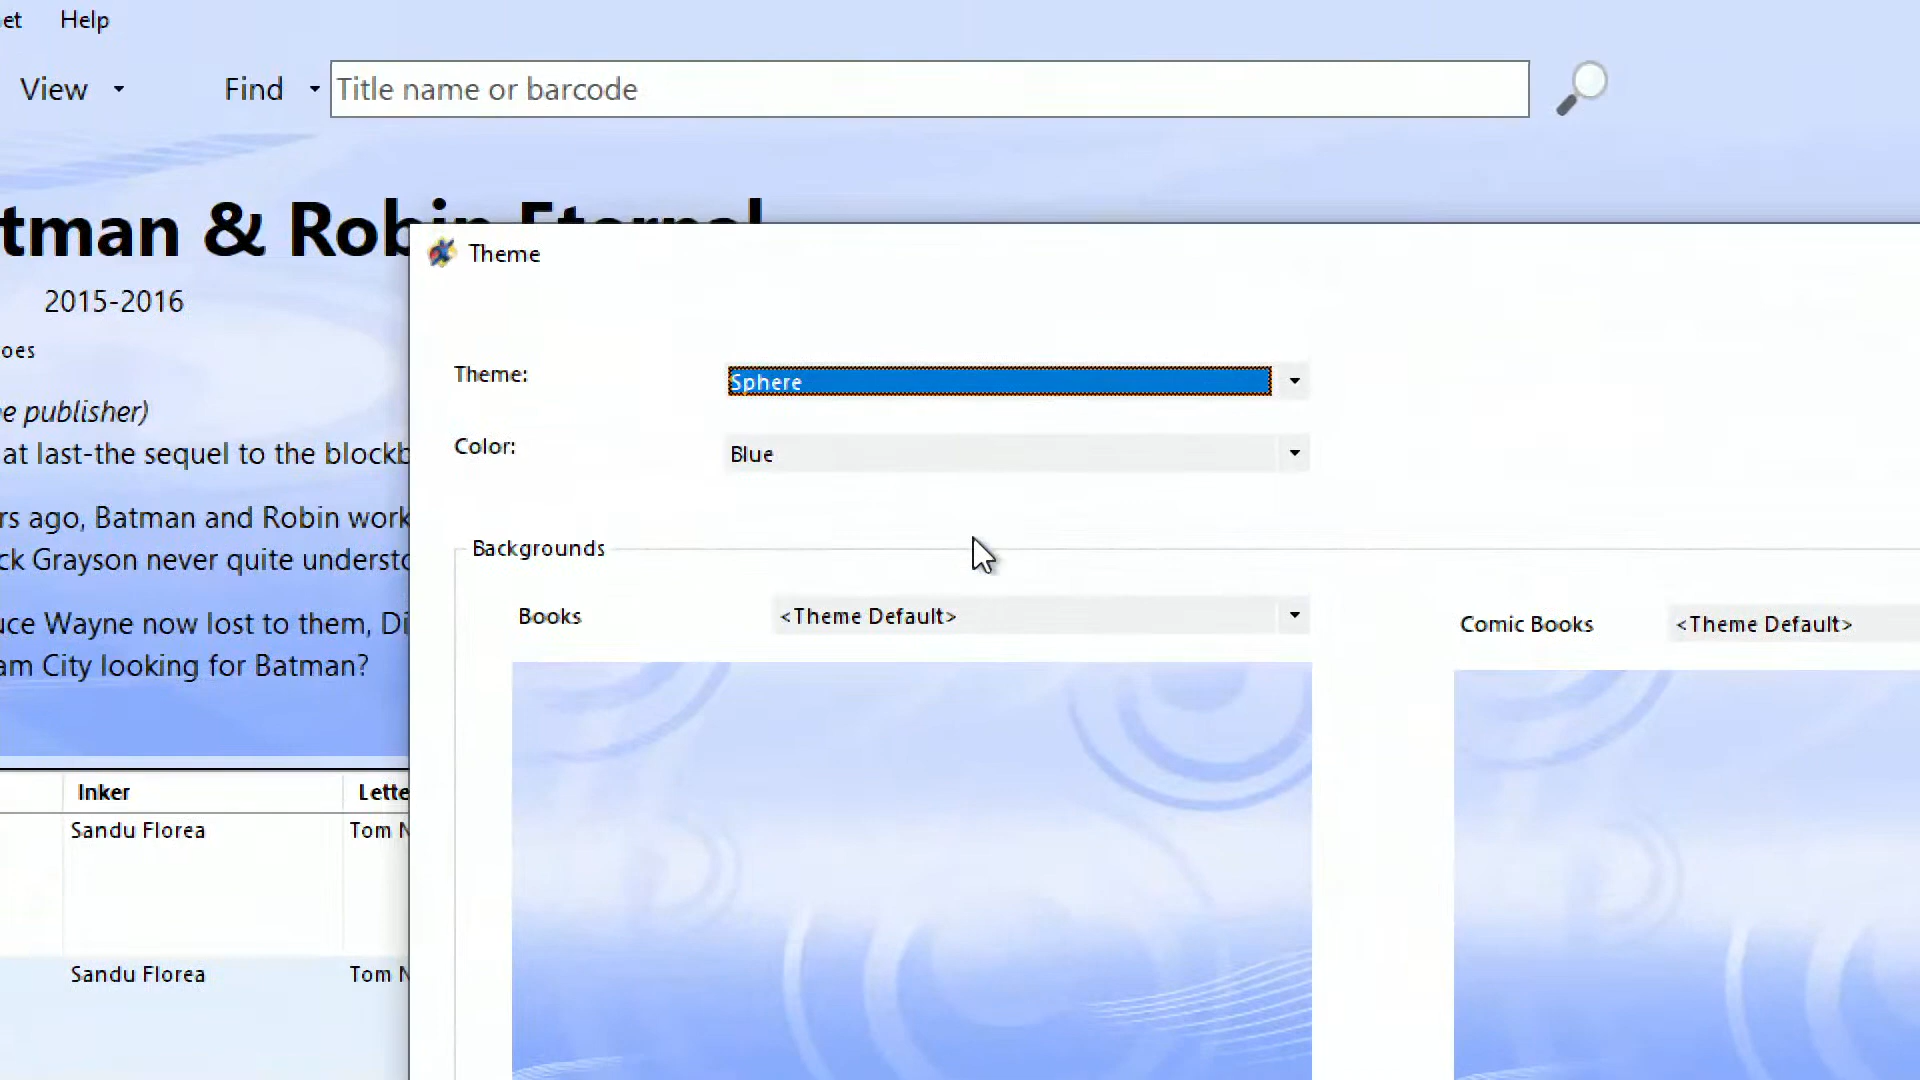 et Help
View Find Title name or barcode
tman & Robin Eternal
2015-2016
oes
e publisher)
at last-the sequel to the blockb
rs ago, Batman and Robin work
ck Grayson never quite understo
uce Wayne now lost to them, Di
am City looking for Batman?
Inker Lette
Sandu Florea Tom N
Sandu Florea Tom N
Theme
Theme: Sphere
Color: Blue
Backgrounds
Books <Theme Default>
Comic Books <Theme Default>